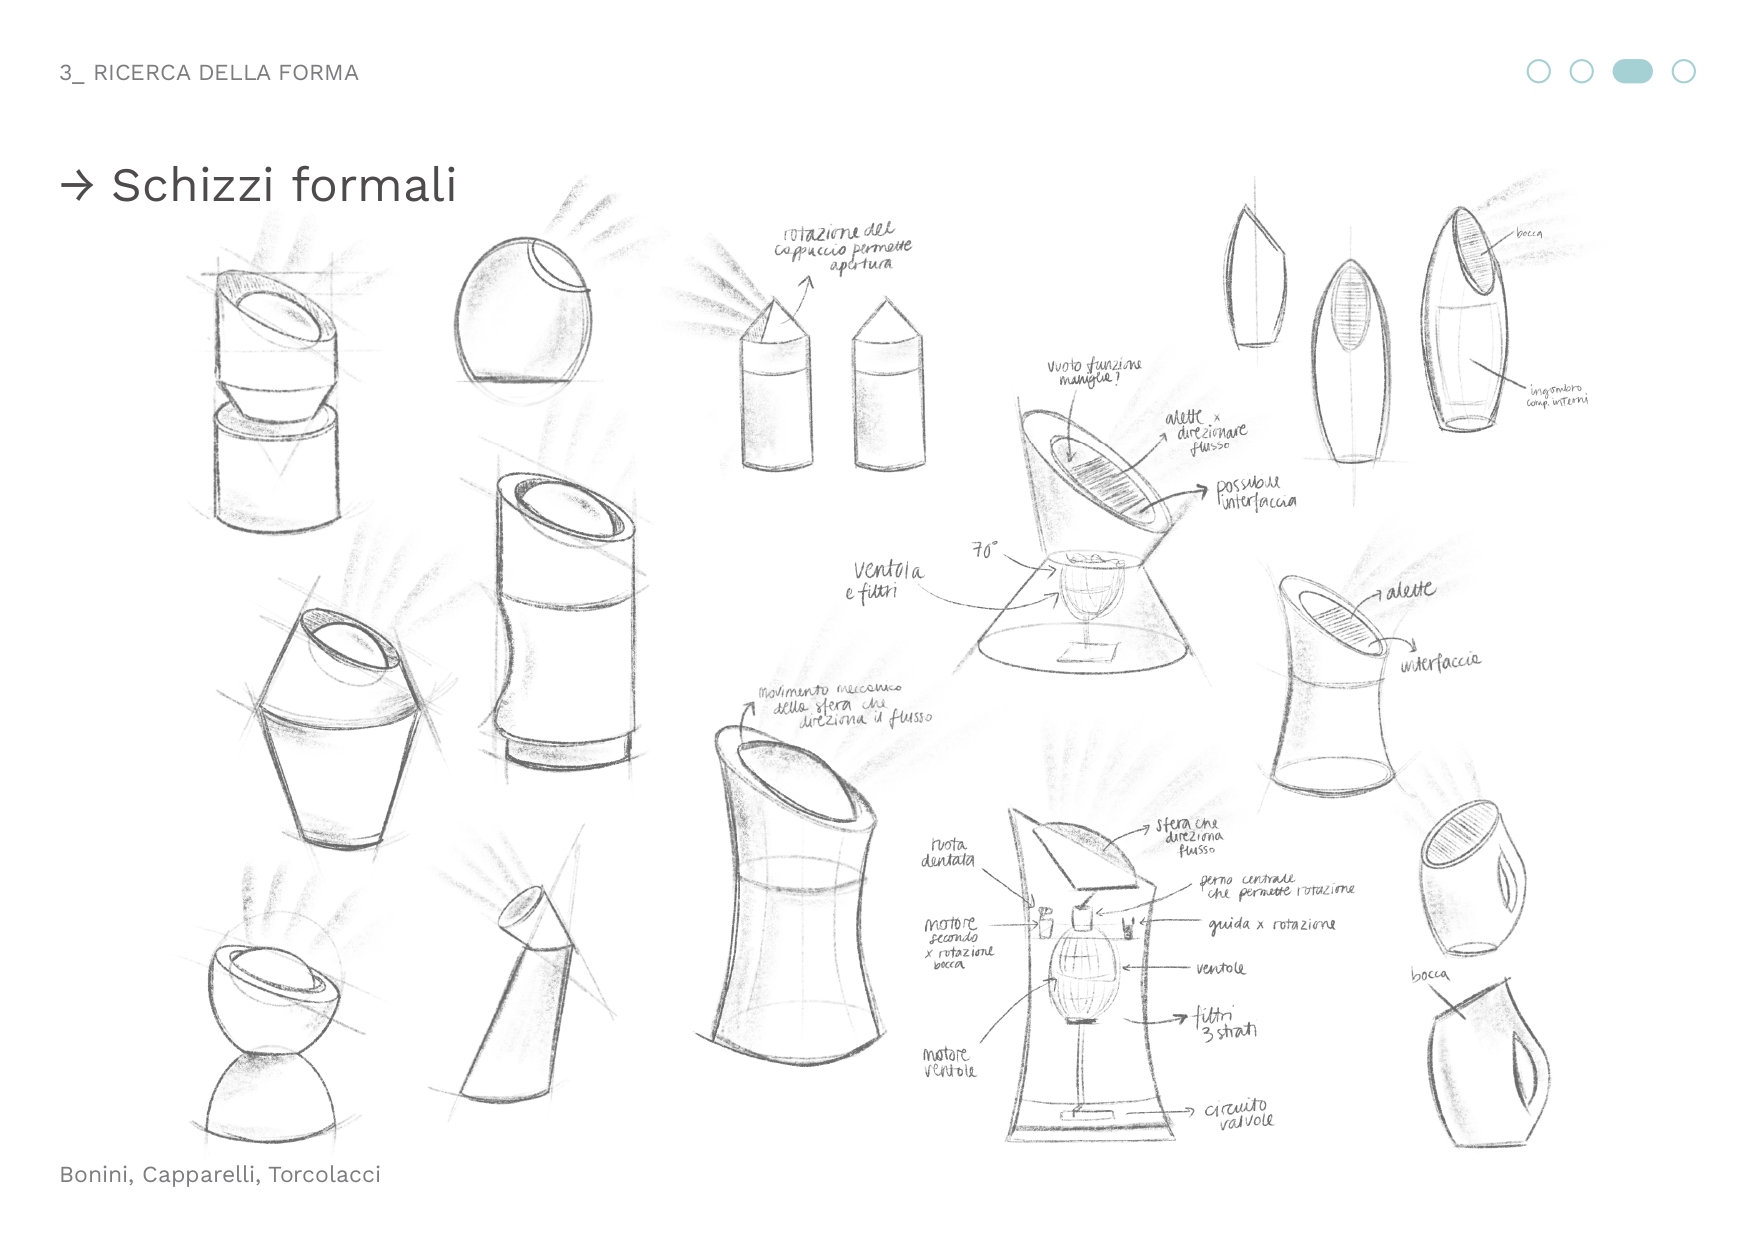 3_ RICERCA DELLA FORMA
→ Schizzi formali
rotazione del
cappuccio permette
apertura
bocca
ingombro
comp. interni
vuoto funzione
maniglia?
alette x
direzionare
flusso
possibile
interfaccia
70°
ventola
e filtri
alette
interfaccia
movimento meccanico
della sfera che
direziona il flusso
sfera che
direziona
flusso
ruota
dentata
perno centrale
che permette rotazione
motore
secondo
x rotazione
bocca
guida x rotazione
ventole
filtri
3 strati
motore
ventole
circuito
valvole
bocca
Bonini, Capparelli, Torcolacci